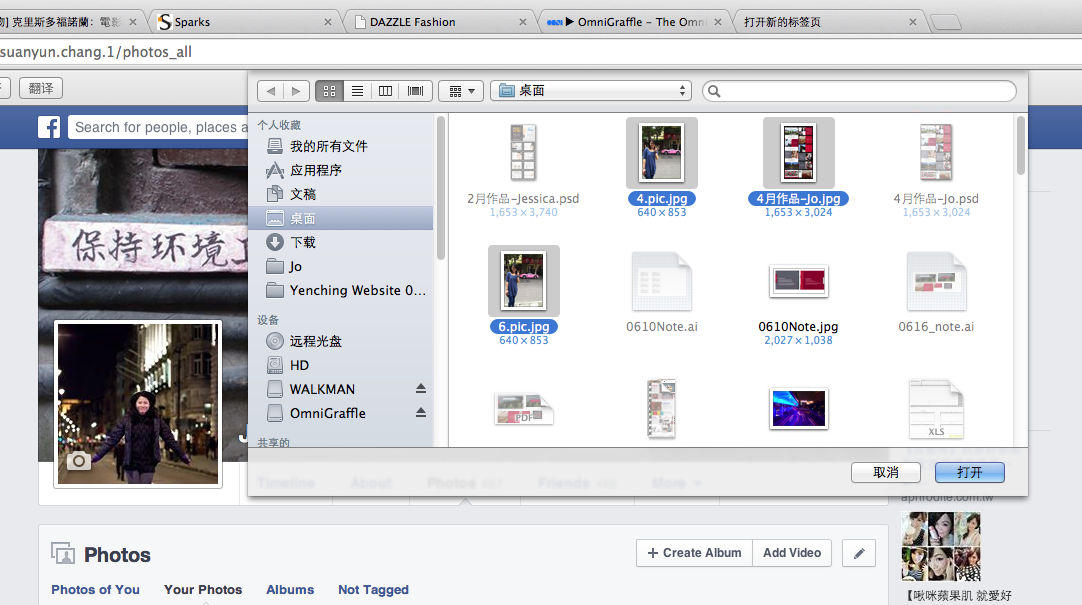 克里斯多福諾蘭：電影
Sparks
DAZZLE Fashion
OmniGraffle – The Omn
打开新的标签页
suanyun.chang.1/photos_all
翻译
桌面
Search for people, places a
个人收藏
我的所有文件
应用程序
文稿
桌面
下载
Jo
Yenching Website 0...
设备
远程光盘
HD
WALKMAN
OmniGraffle
共享的
2月作品-Jessica.psd
1,653 × 3,740
4.pic.jpg
640 × 853
4月作品-Jo.jpg
1,653 × 3,024
4月作品-Jo.psd
1,653 × 3,024
6.pic.jpg
640 × 853
0610Note.ai
0610Note.jpg
2,027 × 1,038
0616_note.ai
PDF
XLS
取消
打开
保持环境
Timeline
About
Photos
Friends
More
aphrodite.com.tw
Photos
+ Create Album
Add Video
Photos of You
Your Photos
Albums
Not Tagged
【啾咪蘋果肌 就愛好